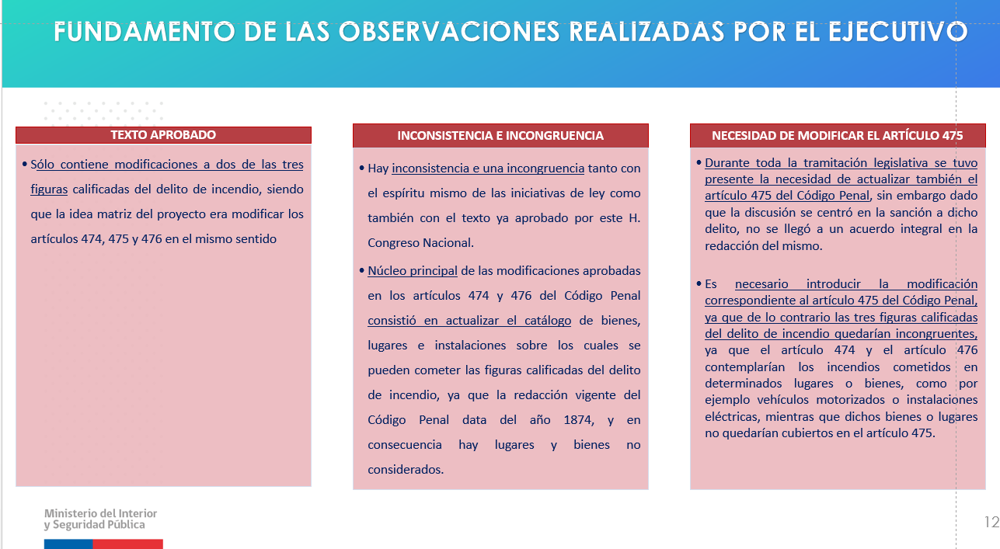 FUNDAMENTO DE LAS OBSERVACIONES REALIZADAS POR EL EJECUTIVO
TEXTO APROBADO
• Sólo contiene modificaciones a dos de las tres
figuras calificadas del delito de incendio, siendo
que la idea matriz del proyecto era modificar los
artículos 474, 475 y 476 en el mismo sentido
INCONSISTENCIA E INCONGRUENCIA
• Hay inconsistencia e una incongruencia tanto con
el espíritu mismo de las iniciativas de ley como
también con el texto ya aprobado por este H.
Congreso Nacional.
• Núcleo principal de las modificaciones aprobadas
en los artículos 474 y 476 del Código Penal
consistió en actualizar el catálogo de bienes,
lugares e instalaciones sobre los cuales se
pueden cometer las figuras calificadas del delito
de incendio, ya que la redacción vigente del
Código Penal data del año 1874, y en
consecuencia hay lugares y bienes no
considerados.
NECESIDAD DE MODIFICAR EL ARTÍCULO 475
• Durante toda la tramitación legislativa se tuvo
presente la necesidad de actualizar también el
artículo 475 del Código Penal, sin embargo dado
que la discusión se centró en la sanción a dicho
delito, no se llegó a un acuerdo integral en la
redacción del mismo.
• Es necesario introducir la modificación
correspondiente al artículo 475 del Código Penal,
ya que de lo contrario las tres figuras calificadas
del delito de incendio quedarían incongruentes,
ya que el artículo 474 y el artículo 476
contemplarían los incendios cometidos en
determinados lugares o bienes, como por
ejemplo vehículos motorizados o instalaciones
eléctricas, mientras que dichos bienes o lugares
no quedarían cubiertos en el artículo 475.
Ministerio del Interior
y Seguridad Pública
12